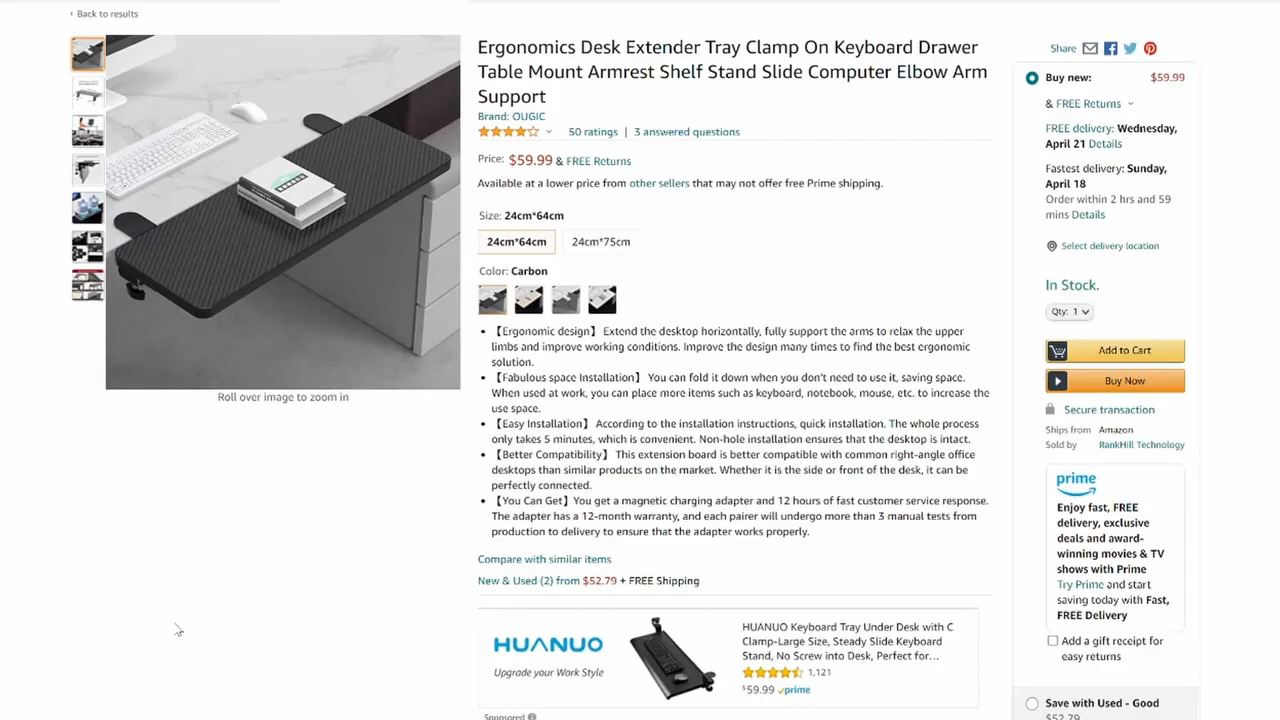 ‹ Back to results
Ergonomics Desk Extender Tray Clamp On Keyboard Drawer
Table Mount Armrest Shelf Stand Slide Computer Elbow Arm
Support
Brand: OUGIC
50 ratings | 3 answered questions
Price: $59.99 & FREE Returns
Available at a lower price from other sellers that may not offer free Prime shipping.
Size: 24cm*64cm
24cm*64cm 24cm*75cm
Color: Carbon
• 【Ergonomic design】 Extend the desktop horizontally, fully support the arms to relax the upper
limbs and improve working conditions. Improve the design many times to find the best ergonomic
solution.
• 【Fabulous space Installation】 You can fold it down when you don't need to use it, saving space.
When used at work, you can place more items such as keyboard, notebook, mouse, etc. to increase the
use space.
• 【Easy Installation】 According to the installation instructions, quick installation. The whole process
only takes 5 minutes, which is convenient. Non-hole installation ensures that the desktop is intact.
• 【Better Compatibility】 This extension board is better compatible with common right-angle office
desktops than similar products on the market. Whether it is the side or front of the desk, it can be
perfectly connected.
• 【You Can Get】 You get a magnetic charging adapter and 12 hours of fast customer service response.
The adapter has a 12-month warranty, and each pairer will undergo more than 3 manual tests from
production to delivery to ensure that the adapter works properly.
Compare with similar items
New & Used (2) from $52.79 + FREE Shipping
Roll over image to zoom in
HUANUO
Upgrade your Work Style
HUANUO Keyboard Tray Under Desk with C
Clamp-Large Size, Steady Slide Keyboard
Stand, No Screw into Desk, Perfect for...
1,121
$59.99 prime
Sponsored
Share
Buy new: $59.99
& FREE Returns
FREE delivery: Wednesday,
April 21 Details
Fastest delivery: Sunday,
April 18
Order within 2 hrs and 59
mins Details
Select delivery location
In Stock.
Qty: 1
Add to Cart
Buy Now
Secure transaction
Ships from Amazon
Sold by RankHill Technology
prime
Enjoy fast, FREE
delivery, exclusive
deals and award-
winning movies & TV
shows with Prime
Try Prime and start
saving today with Fast,
FREE Delivery
Add a gift receipt for
easy returns
Save with Used - Good
$52.79